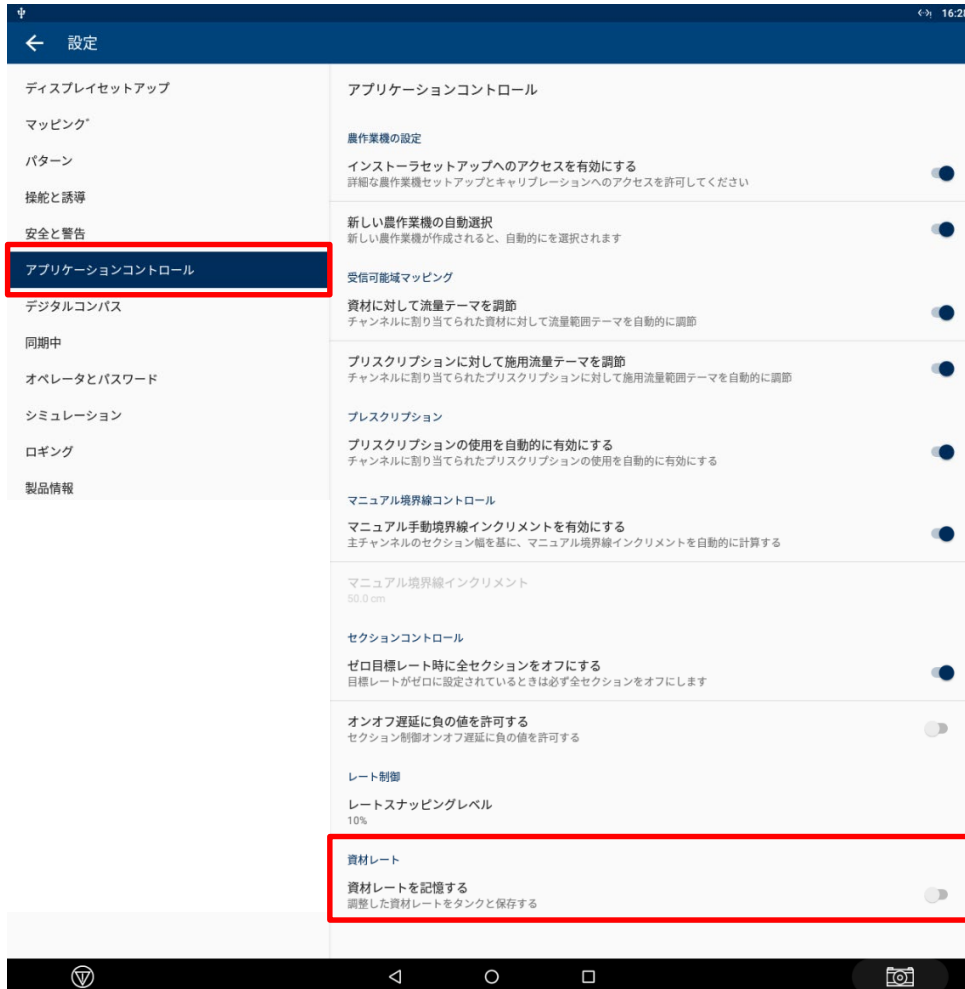 16:28
設定
ディスプレイセットアップ
マッピング
パターン
操舵と誘導
安全と警告
アプリケーションコントロール
デジタルコンパス
同期中
オペレータとパスワード
シミュレーション
ロギング
製品情報
アプリケーションコントロール
農作業機の設定
インストーラセットアップへのアクセスを有効にする
詳細な農作業機セットアップとキャリブレーションへのアクセスを許可してください
新しい農作業機の自動選択
新しい農作業機が作成されると、自動的にを選択されます
受信可能域マッピング
資材に対して流量テーマを調節
チャンネルに割り当てられた資材に対して流量範囲テーマを自動的に調節
プリスクリプションに対して施用流量テーマを調節
チャンネルに割り当てられたプリスクリプションに対して施用流量範囲テーマを自動的に調節
プレスクリプション
プリスクリプションの使用を自動的に有効にする
チャンネルに割り当てられたプリスクリプションの使用を自動的に有効にする
マニュアル境界線コントロール
マニュアル手動境界線インクリメントを有効にする
主チャンネルのセクション幅を基に、マニュアル境界線インクリメントを自動的に計算する
マニュアル境界線インクリメント
50.0 cm
セクションコントロール
ゼロ目標レート時に全セクションをオフにする
目標レートがゼロに設定されているときは必ず全セクションをオフにします
オンオフ遅延に負の値を許可する
セクション制御オンオフ遅延に負の値を許可する
レート制御
レートスナッピングレベル
10%
資材レート
資材レートを記憶する
調整した資材レートをタンクと保存する